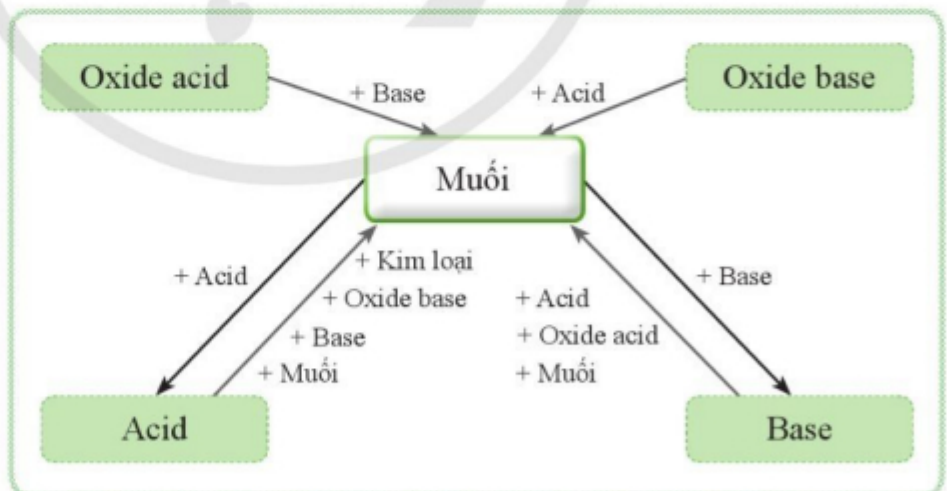 Oxide acid
Oxide base
+ Base
+ Acid
Muối
+ Acid
+ Kim loại
+ Oxide base
+ Base
+ Muối
+ Acid
+ Oxide acid
+ Muối
+ Base
Acid
Base